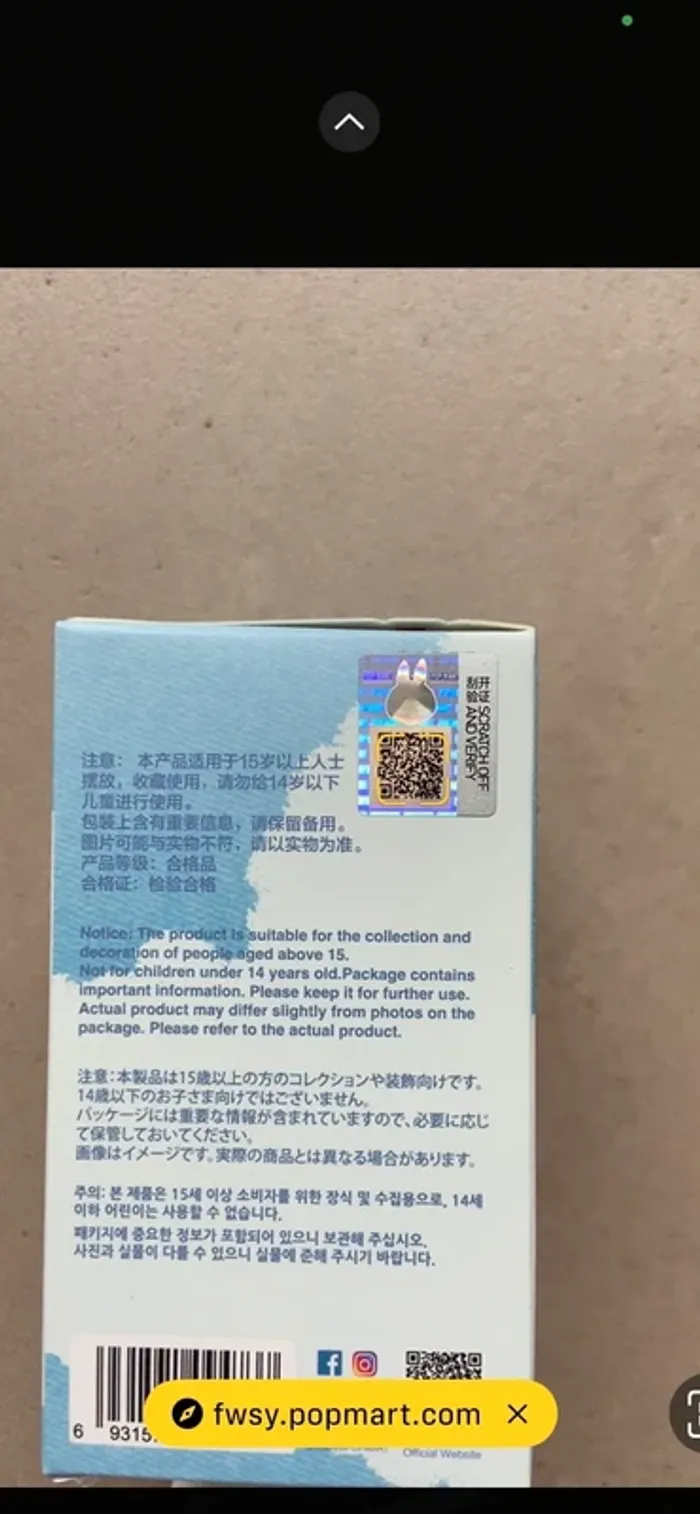 刮开
验证
SCRATCH OFF
AND VERIFY
注意： 本产品适用于15岁以上人士
摆放，收藏使用，请勿给14岁以下
儿童进行使用。
包装上含有重要信息，请保留备用。
图片可能与实物不符，请以实物为准。
产品等级：合格品
合格证：检验合格
Notice: The product is suitable for the collection and
decoration of people aged above 15.
Not for children under 14 years old.Package contains
important information. Please keep it for further use.
Actual product may differ slightly from photos on the
package. Please refer to the actual product.
注意:本製品は15歳以上の方のコレクションや装飾向けです。
14歳以下のお子さま向けではございません。
パッケージには重要な情報が含まれていますので、必要に応じ
て保管しておいてください。
画像はイメージです。実際の商品とは異なる場合があります。
주의: 본 제품은 15세 이상 소비자를 위한 장식 및 수집용으로, 14세
이하 어린이는 사용할 수 없습니다.
패키지에 중요한 정보가 포함되어 있으니 보관해 주십시오.
사진과 실물이 다를 수 있으니 실물에 준해 주시기 바랍니다.
fwsy.popmart.com
6 9315
Official Website